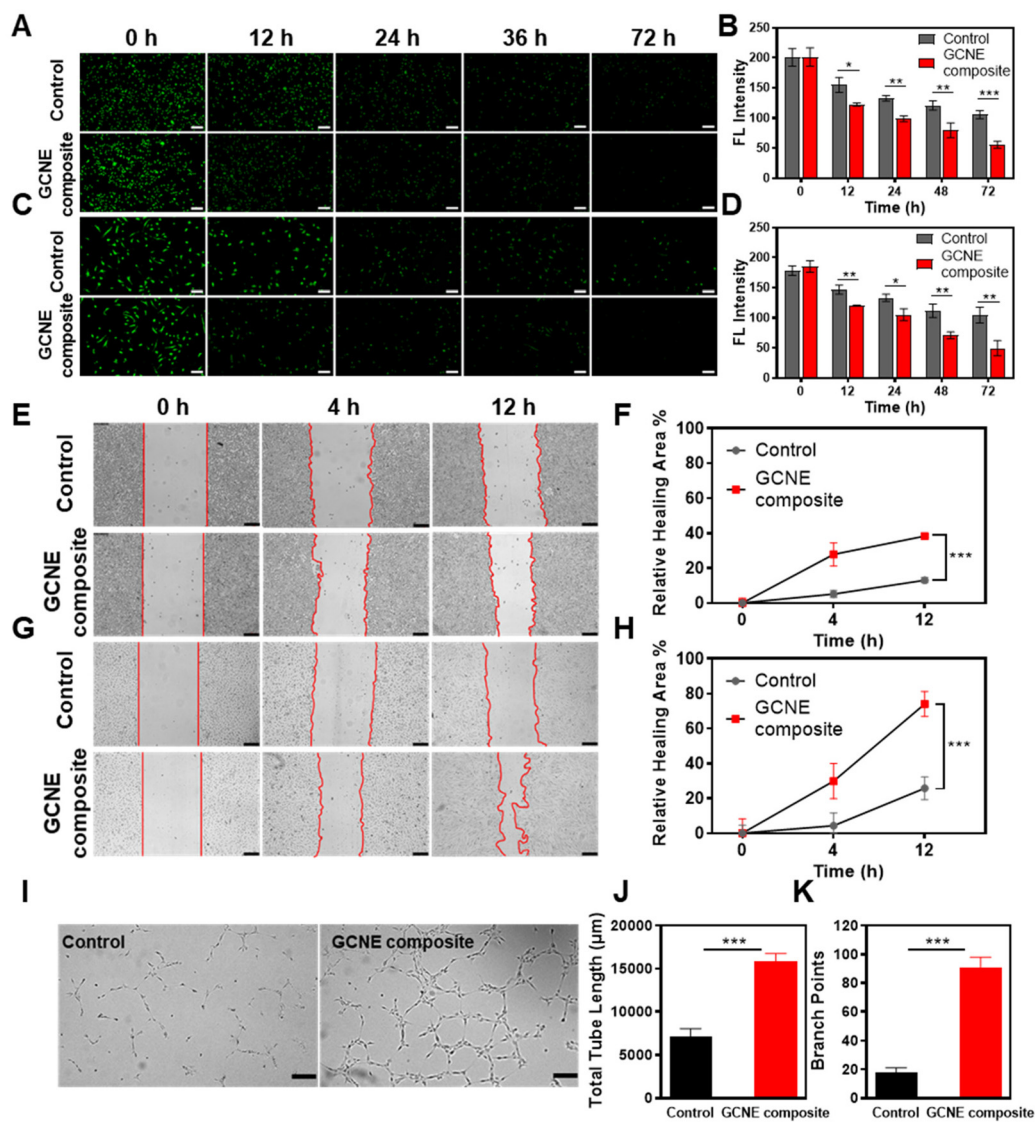 A
0 h
12 h
24 h
36 h
72 h
Control
GCNE
composite
B
FL Intensity
250
200
150
100
50
0
Control
GCNE
composite
*
**
**
***
0
12
24
48
72
Time (h)
C
Control
GCNE
composite
D
FL Intensity
250
200
150
100
50
0
Control
GCNE
composite
**
*
**
**
0
12
24
48
72
Time (h)
E
0 h
4 h
12 h
Control
GCNE
composite
F
Relative Healing Area %
100
80
60
40
20
0
Control
GCNE
composite
***
0
4
12
Time (h)
G
Control
GCNE
composite
H
Relative Healing Area %
100
80
60
40
20
0
Control
GCNE
composite
***
0
4
12
Time (h)
I
Control
GCNE composite
J
Total Tube Length (μm)
20000
15000
10000
5000
0
***
Control
GCNE composite
K
Branch Points
120
100
80
60
40
20
0
***
Control
GCNE composite